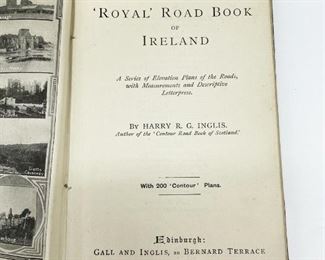 'ROYAL' ROAD BOOK
OF
IRELAND
A Series of Elevation Plans of the Roads,
with Measurements and Descriptive
Letterpress.
BY HARRY R. G. INGLIS.
Author of the 'Contour Road Book of Scotland.'
With 200 'Contour' Plans.
Edinburgh:
GALL AND INGLIS, 20 BERNARD TERRACE